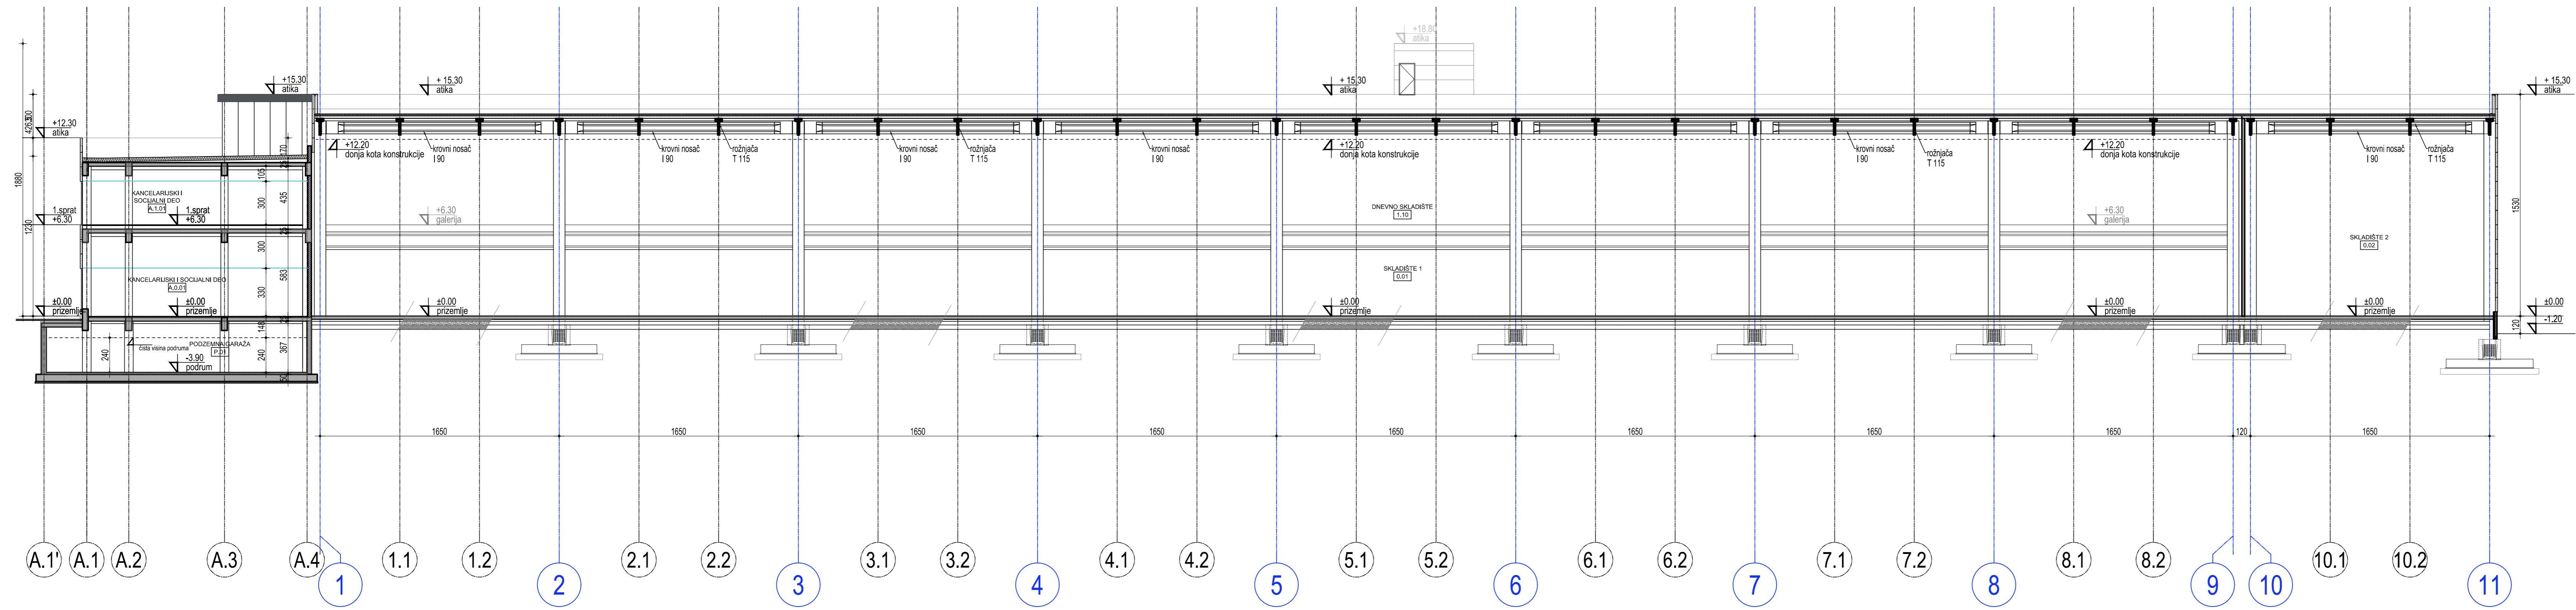 +18.80
atika
+15.30
atika
+ 15.30
atika
+ 15.30
atika
+ 15.30
atika
+12.30
atika
+12.20
donja kota konstrukcije
krovni nosač
I 90
krovni nosač
I 90
rožnjača
T 115
krovni nosač
I 90
rožnjača
T 115
krovni nosač
I 90
+12.20
donja kota konstrukcije
krovni nosač
I 90
rožnjača
T 115
+12.20
donja kota konstrukcije
krovni nosač
I 90
rožnjača
T 115
1880
1230
170
25
105
435
300
KANCELARIJSKI I
SOCIJALNI DEO
A.1.01
1.sprat
+6.30
1.sprat
+6.30
+6.30
galerija
DNEVNO SKLADIŠTE
1.10
+6.30
galerija
1530
25
300
583
330
KANCELARIJSKI I SOCIJALNI DEO
A.0.01
SKLADIŠTE 1
0.01
SKLADIŠTE 2
0.02
±0.00
prizemlje
±0.00
prizemlje
±0.00
prizemlje
±0.00
prizemlje
±0.00
prizemlje
±0.00
prizemlje
±0.00
-1.20
120
25
148
240
240
367
50
čista visina podruma
PODZEMNA GARAŽA
P.01
-3.90
podrum
1650
1650
1650
1650
1650
1650
1650
1650
120
1650
A.1'
A.1
A.2
A.3
A.4
1.1
1.2
2.1
2.2
3.1
3.2
4.1
4.2
5.1
5.2
6.1
6.2
7.1
7.2
8.1
8.2
10.1
10.2
1
2
3
4
5
6
7
8
9
10
11